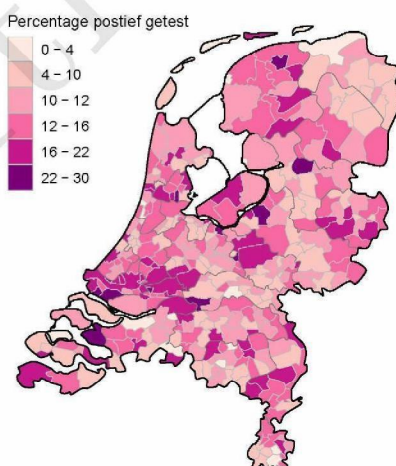 Percentage postief getest
0 – 4
4 – 10
10 – 12
12 – 16
16 – 22
22 – 30